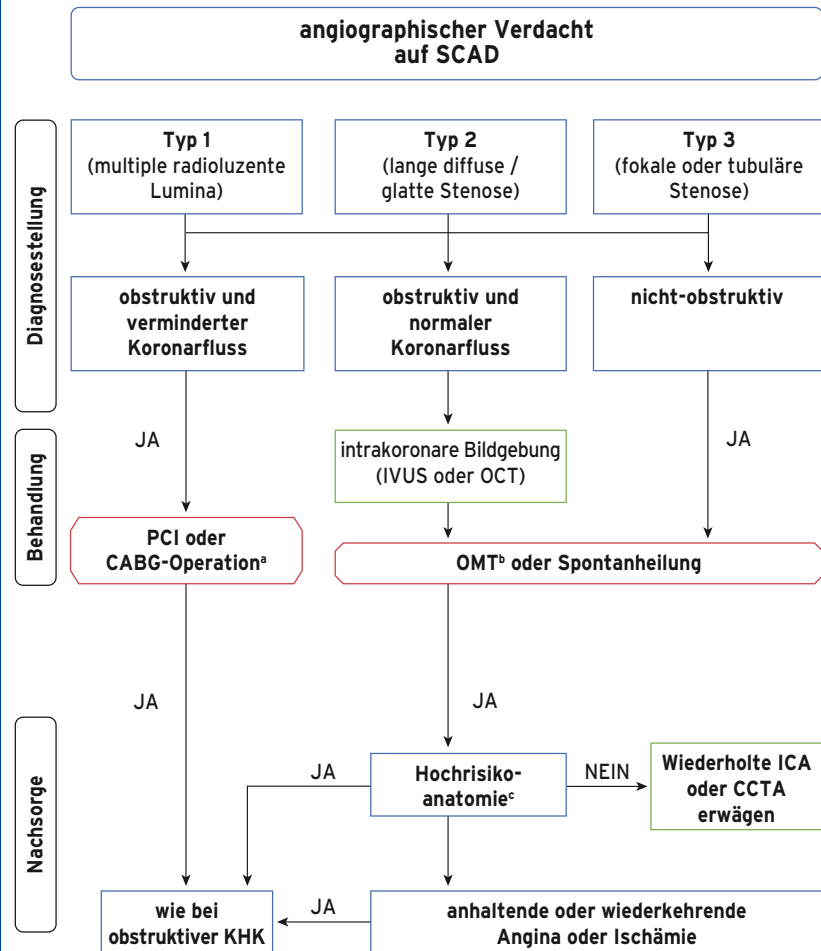 angiographischer Verdacht
auf SCAD
Diagnosestellung
Typ 1
(multiple radioluzente
Lumina)
Typ 2
(lange diffuse /
glatte Stenose)
Typ 3
(fokale oder tubuläre
Stenose)
obstruktiv und
verminderter
Koronarfluss
obstruktiv und
normaler
Koronarfluss
nicht-obstruktiv
JA
JA
Behandlung
intrakoronare Bildgebung
(IVUS oder OCT)
PCI oder
CABG-Operationᵃ
OMTᵇ oder Spontanheilung
JA
JA
Nachsorge
JA
Hochrisiko-
anatomieᶜ
NEIN
Wiederholte ICA
oder CCTA
erwägen
wie bei
obstruktiver KHK
JA
anhaltende oder wiederkehrende
Angina oder Ischämie